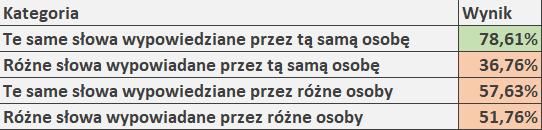 Kategoria Wynik
Te same słowa wypowiedziane przez tą samą osobę 78,61%
Różne słowa wypowiadane przez tą samą osobę 36,76%
Te same słowa wypowiedziane przez różne osoby 57,63%
Różne słowa wypowiadane przez różne osoby 51,76%